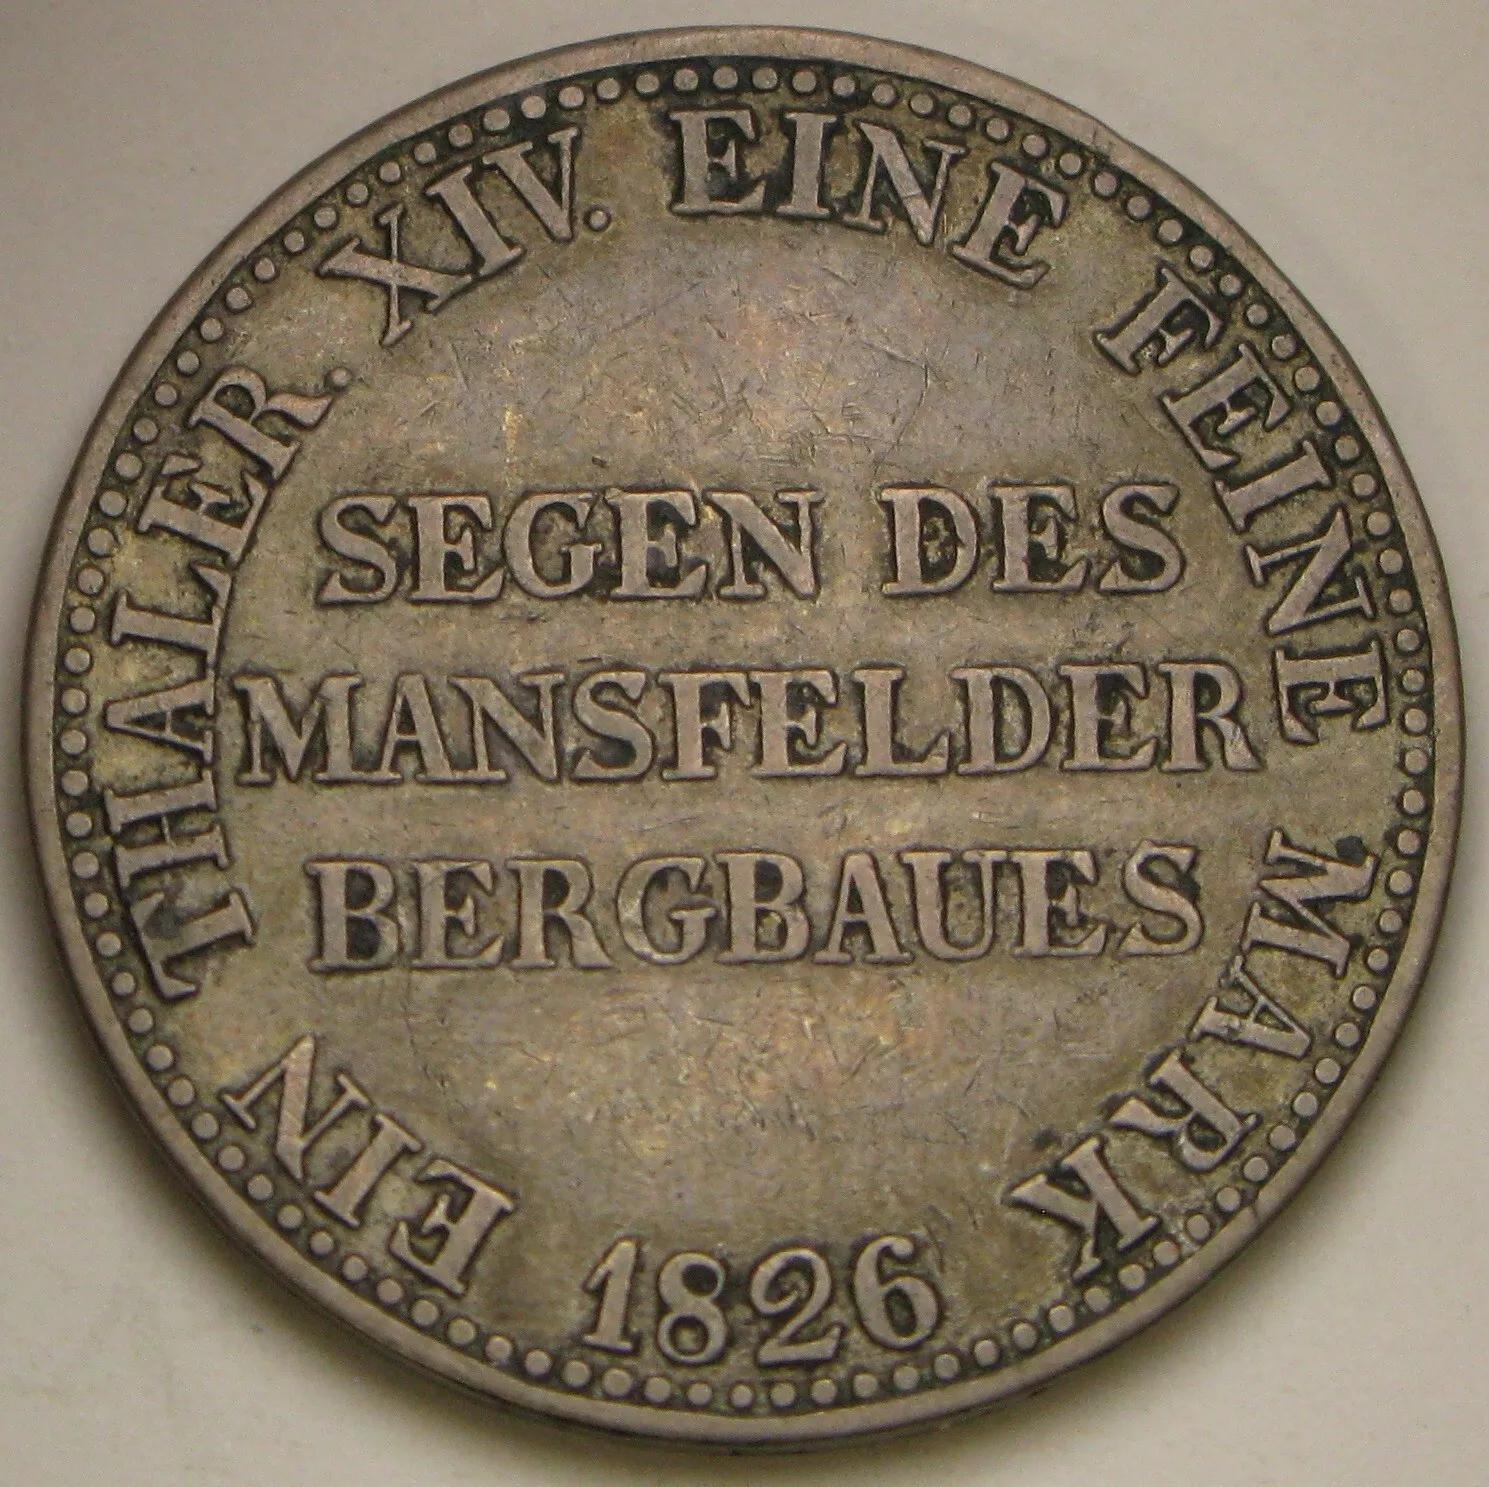 EIN THALER. XIV. EINE FEINE MARK
SEGEN DES
MANSFELDER
BERGBAUES
1826